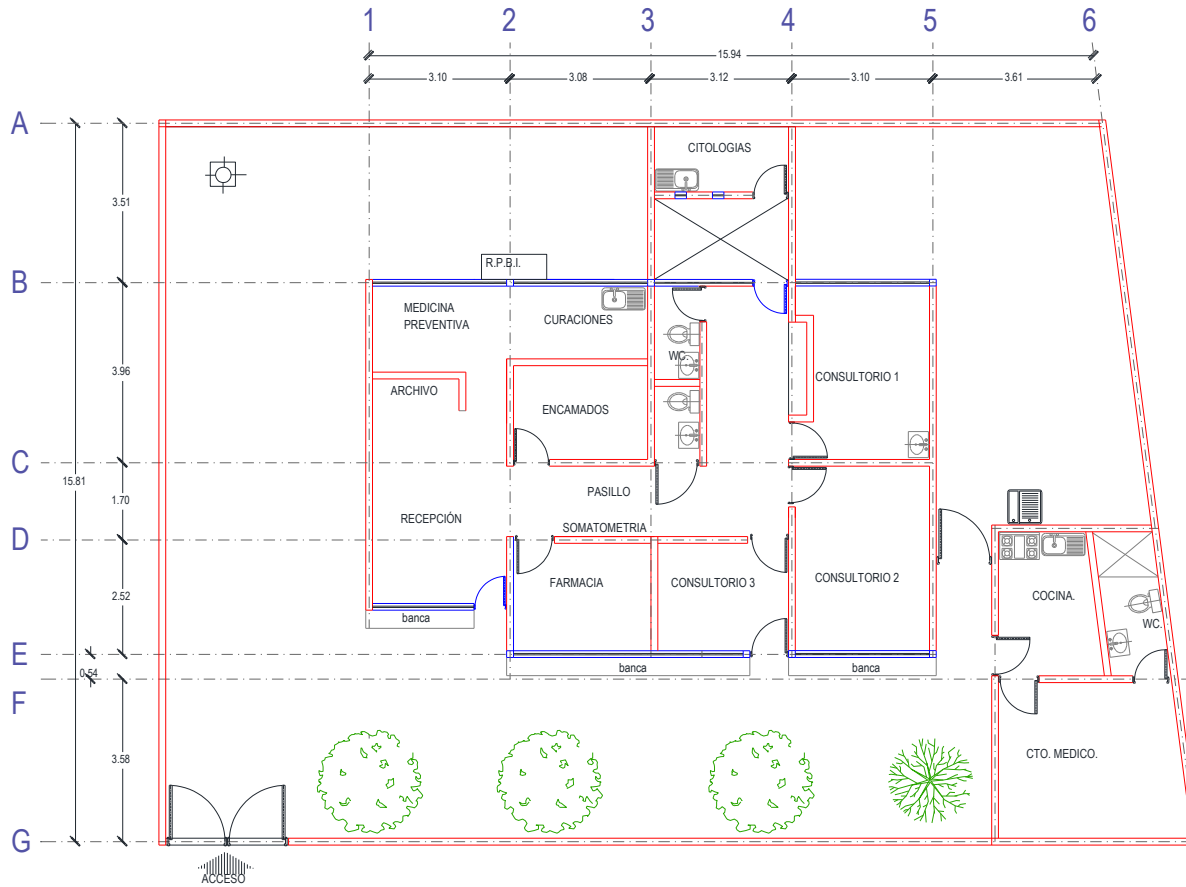 1 2 3 4 5 6
15.94
3.10 3.08 3.12 3.10 3.61
A
CITOLOGIAS
3.51
R.P.B.I.
B
MEDICINA
PREVENTIVA
CURACIONES
WC.
3.96
CONSULTORIO 1
ARCHIVO
ENCAMADOS
C
15.81
1.70
PASILLO
RECEPCIÓN
SOMATOMETRIA
D
2.52
FARMACIA
CONSULTORIO 3
CONSULTORIO 2
COCINA.
banca
WC.
E
banca
banca
0.54
F
3.58
CTO. MEDICO.
G
ACCESO